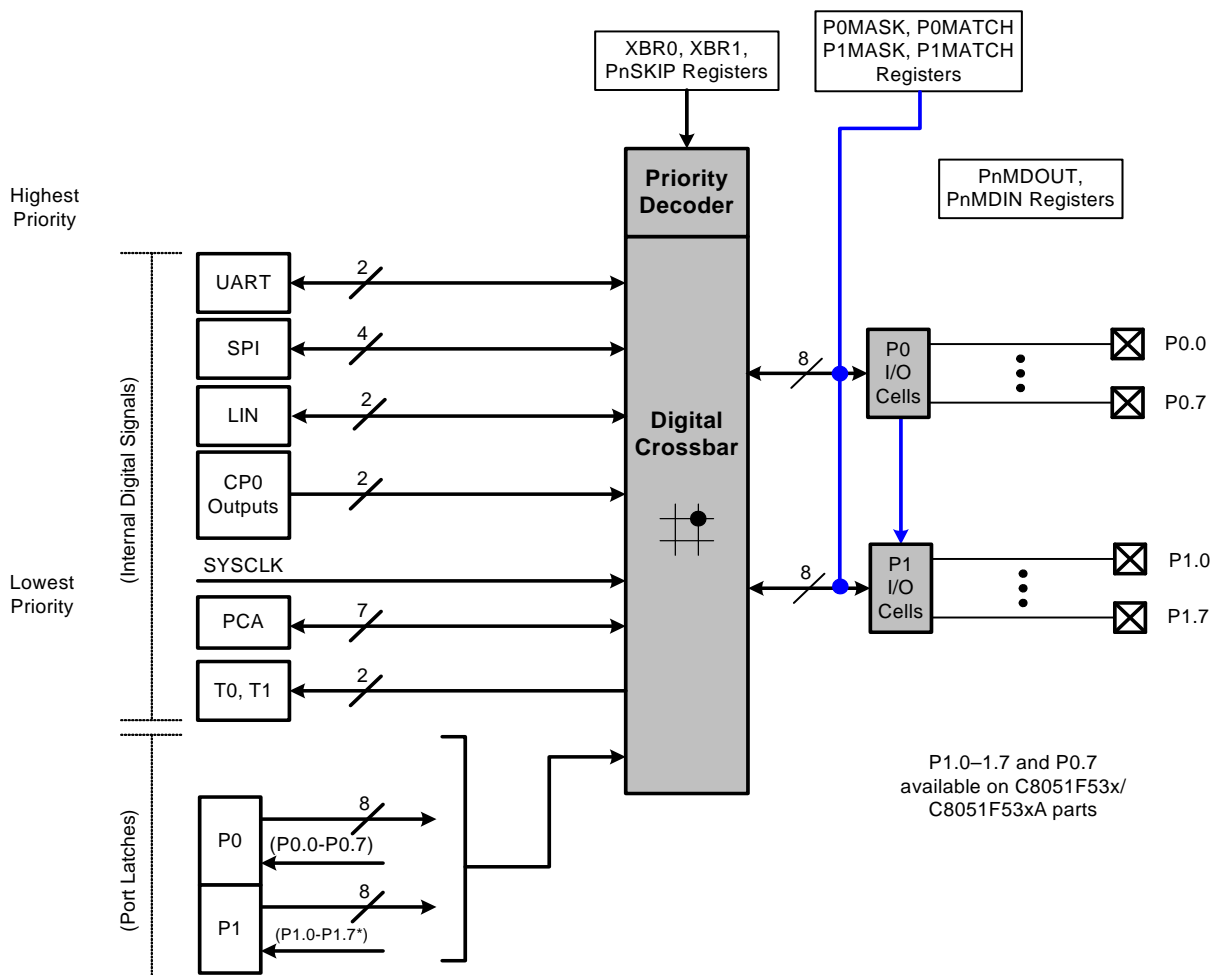 XBR0, XBR1,
PnSKIP Registers
P0MASK, P0MATCH
P1MASK, P1MATCH
Registers
PnMDOUT,
PnMDIN Registers
Priority
Decoder
Highest
Priority
UART
2
SPI
4
LIN
2
CP0
Outputs
2
SYSCLK
PCA
7
T0, T1
2
(Internal Digital Signals)
Lowest
Priority
Digital
Crossbar
8
P0
I/O
Cells
P0.0
P0.7
8
P1
I/O
Cells
P1.0
P1.7
(Port Latches)
P0
8
(P0.0-P0.7)
P1
8
(P1.0-P1.7*)
P1.0–1.7 and P0.7
available on C8051F53x/
C8051F53xA parts